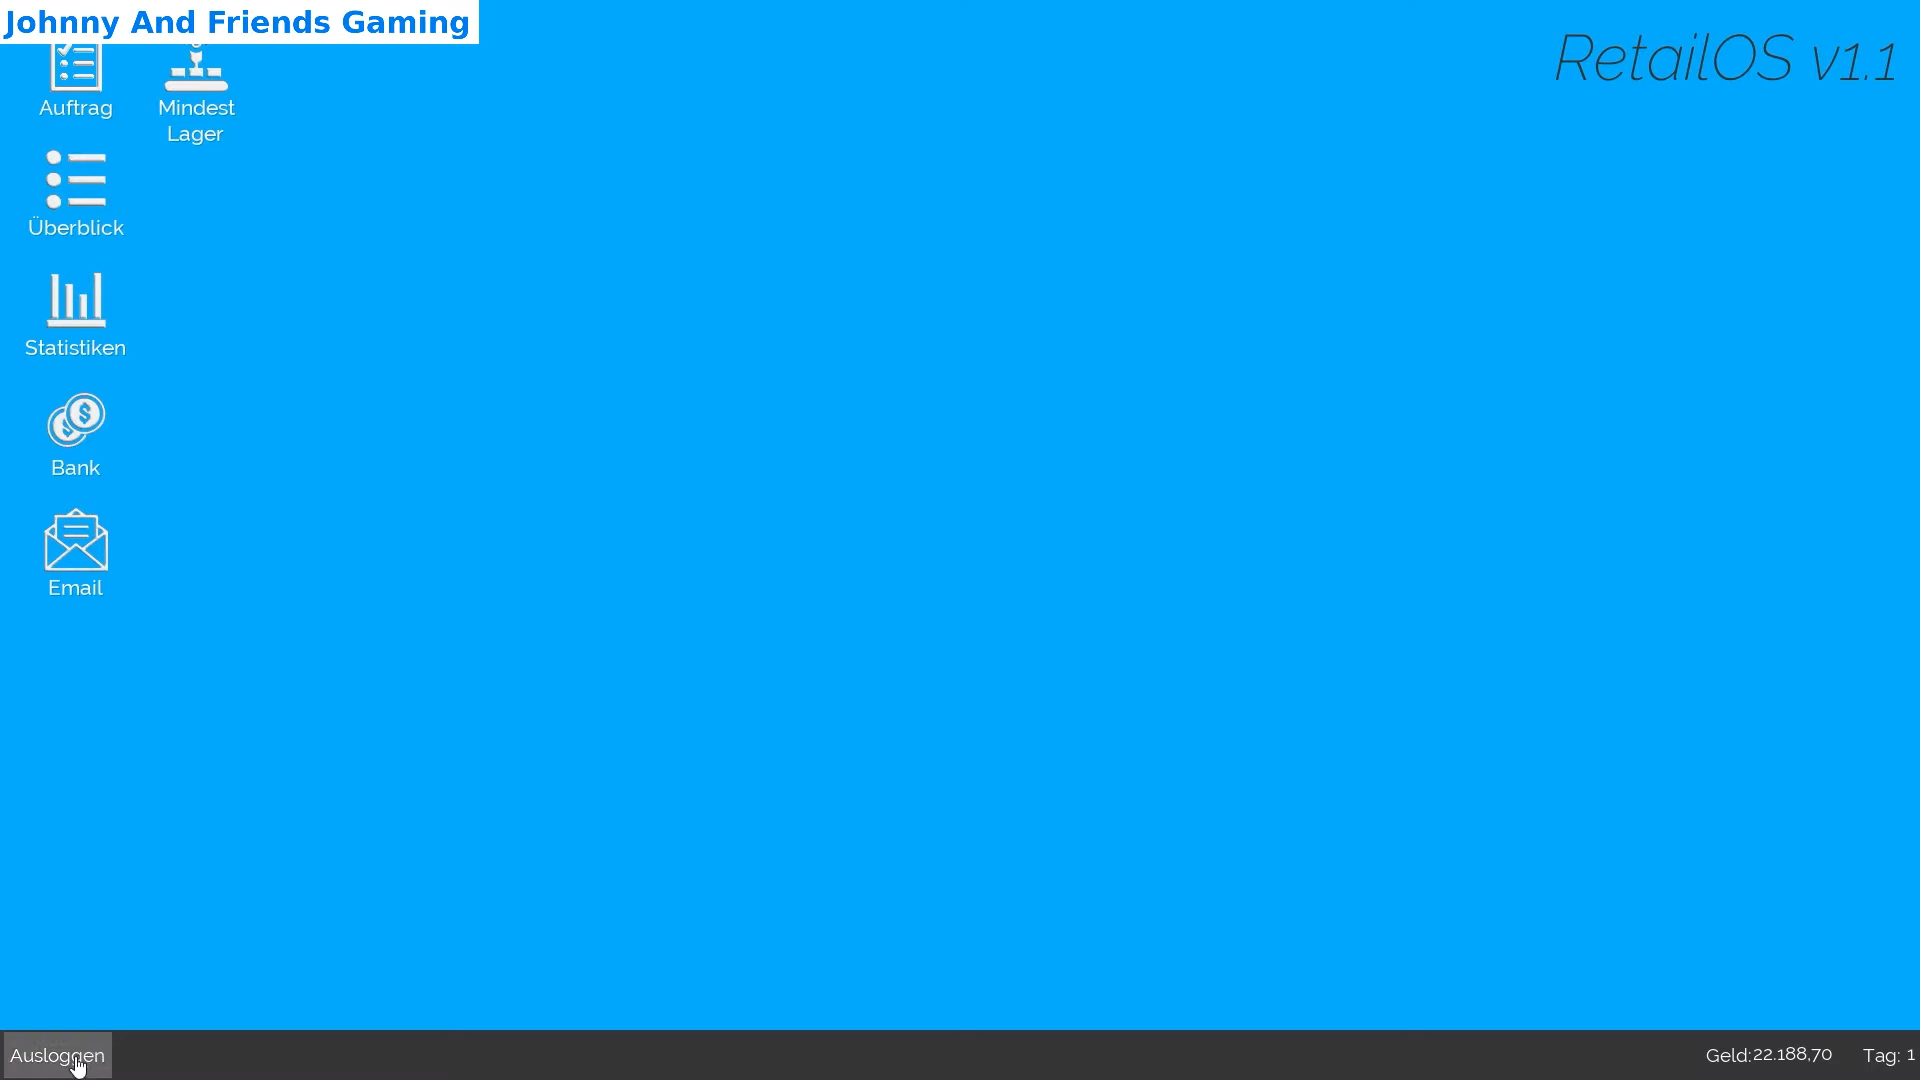 Johnny And Friends Gaming
RetailOS v1.1
Auftrag
Mindest
Lager
Überblick
Statistiken
Bank
Email
Ausloggen
Geld:22.188,70
Tag: 1